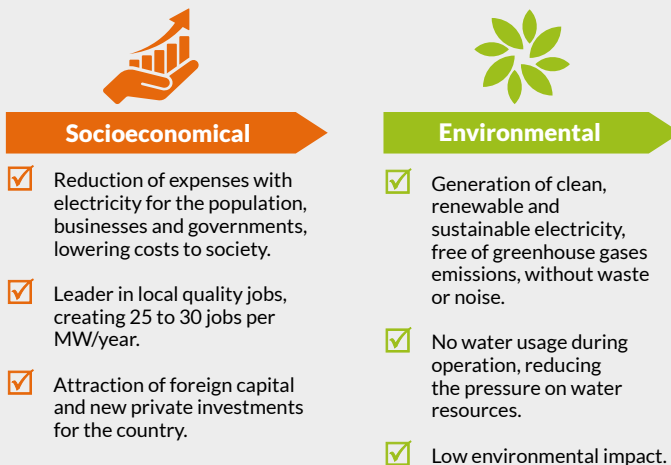 Socioeconomical
Reduction of expenses with
electricity for the population,
businesses and governments,
lowering costs to society.
Leader in local quality jobs,
creating 25 to 30 jobs per
MW/year.
Attraction of foreign capital
and new private investments
for the country.
Environmental
Generation of clean,
renewable and
sustainable electricity,
free of greenhouse gases
emissions, without waste
or noise.
No water usage during
operation, reducing
the pressure on water
resources.
Low environmental impact.